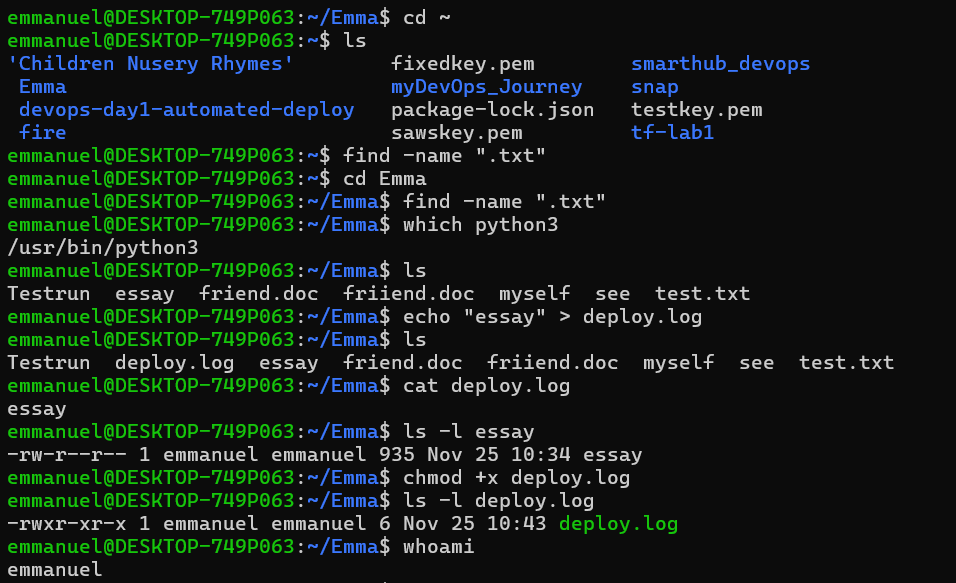 emmanuel@DESKTOP-749P063:~/Emma$ cd ~
emmanuel@DESKTOP-749P063:~$ ls
'Children Nusery Rhymes'        fixedkey.pem        smarthub_devops
 Emma                           myDevOps_Journey    snap
 devops-day1-automated-deploy   package-lock.json   testkey.pem
 fire                           sawskey.pem         tf-lab1
emmanuel@DESKTOP-749P063:~$ find -name ".txt"
emmanuel@DESKTOP-749P063:~$ cd Emma
emmanuel@DESKTOP-749P063:~/Emma$ find -name ".txt"
emmanuel@DESKTOP-749P063:~/Emma$ which python3
/usr/bin/python3
emmanuel@DESKTOP-749P063:~/Emma$ ls
Testrun  essay  friend.doc  friiend.doc  myself  see  test.txt
emmanuel@DESKTOP-749P063:~/Emma$ echo "essay" > deploy.log
emmanuel@DESKTOP-749P063:~/Emma$ ls
Testrun  deploy.log  essay  friend.doc  friiend.doc  myself  see  test.txt
emmanuel@DESKTOP-749P063:~/Emma$ cat deploy.log
essay
emmanuel@DESKTOP-749P063:~/Emma$ ls -l essay
-rw-r--r-- 1 emmanuel emmanuel 935 Nov 25 10:34 essay
emmanuel@DESKTOP-749P063:~/Emma$ chmod +x deploy.log
emmanuel@DESKTOP-749P063:~/Emma$ ls -l deploy.log
-rwxr-xr-x 1 emmanuel emmanuel 6 Nov 25 10:43 deploy.log
emmanuel@DESKTOP-749P063:~/Emma$ whoami
emmanuel